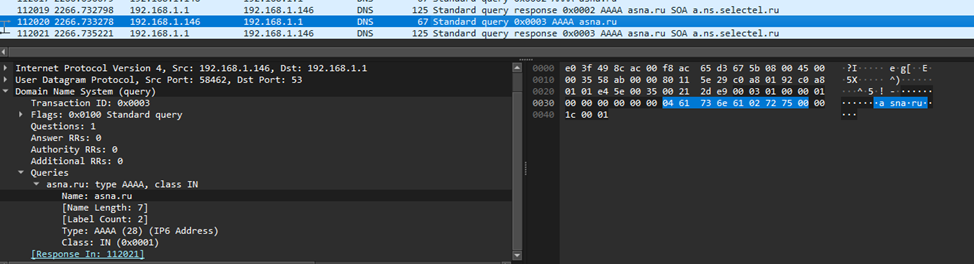 112019 2266.732798 192.168.1.1 192.168.1.146 DNS 125 Standard query response 0x0002 AAAA asna.ru SOA a.ns.selectel.ru
112020 2266.733278 192.168.1.146 192.168.1.1 DNS 67 Standard query 0x0003 AAAA asna.ru
112021 2266.735221 192.168.1.1 192.168.1.146 DNS 125 Standard query response 0x0003 AAAA asna.ru SOA a.ns.selectel.ru
Internet Protocol Version 4, Src: 192.168.1.146, Dst: 192.168.1.1
User Datagram Protocol, Src Port: 58462, Dst Port: 53
Domain Name System (query)
Transaction ID: 0x0003
Flags: 0x0100 Standard query
Questions: 1
Answer RRs: 0
Authority RRs: 0
Additional RRs: 0
Queries
asna.ru: type AAAA, class IN
Name: asna.ru
[Name Length: 7]
[Label Count: 2]
Type: AAAA (28) (IP6 Address)
Class: IN (0x0001)
[Response In: 112021]
0000 e0 3f 49 8c ac 00 f8 ac 65 d3 67 5b 08 00 45 00
0010 00 35 58 ab 00 00 80 11 5e 29 c0 a8 01 92 c0 a8
0020 01 01 e4 5e 00 35 00 21 2d e9 00 03 01 00 00 01
0030 00 00 00 00 00 00 04 61 73 6e 61 02 72 75 00 00
0040 1c 00 01